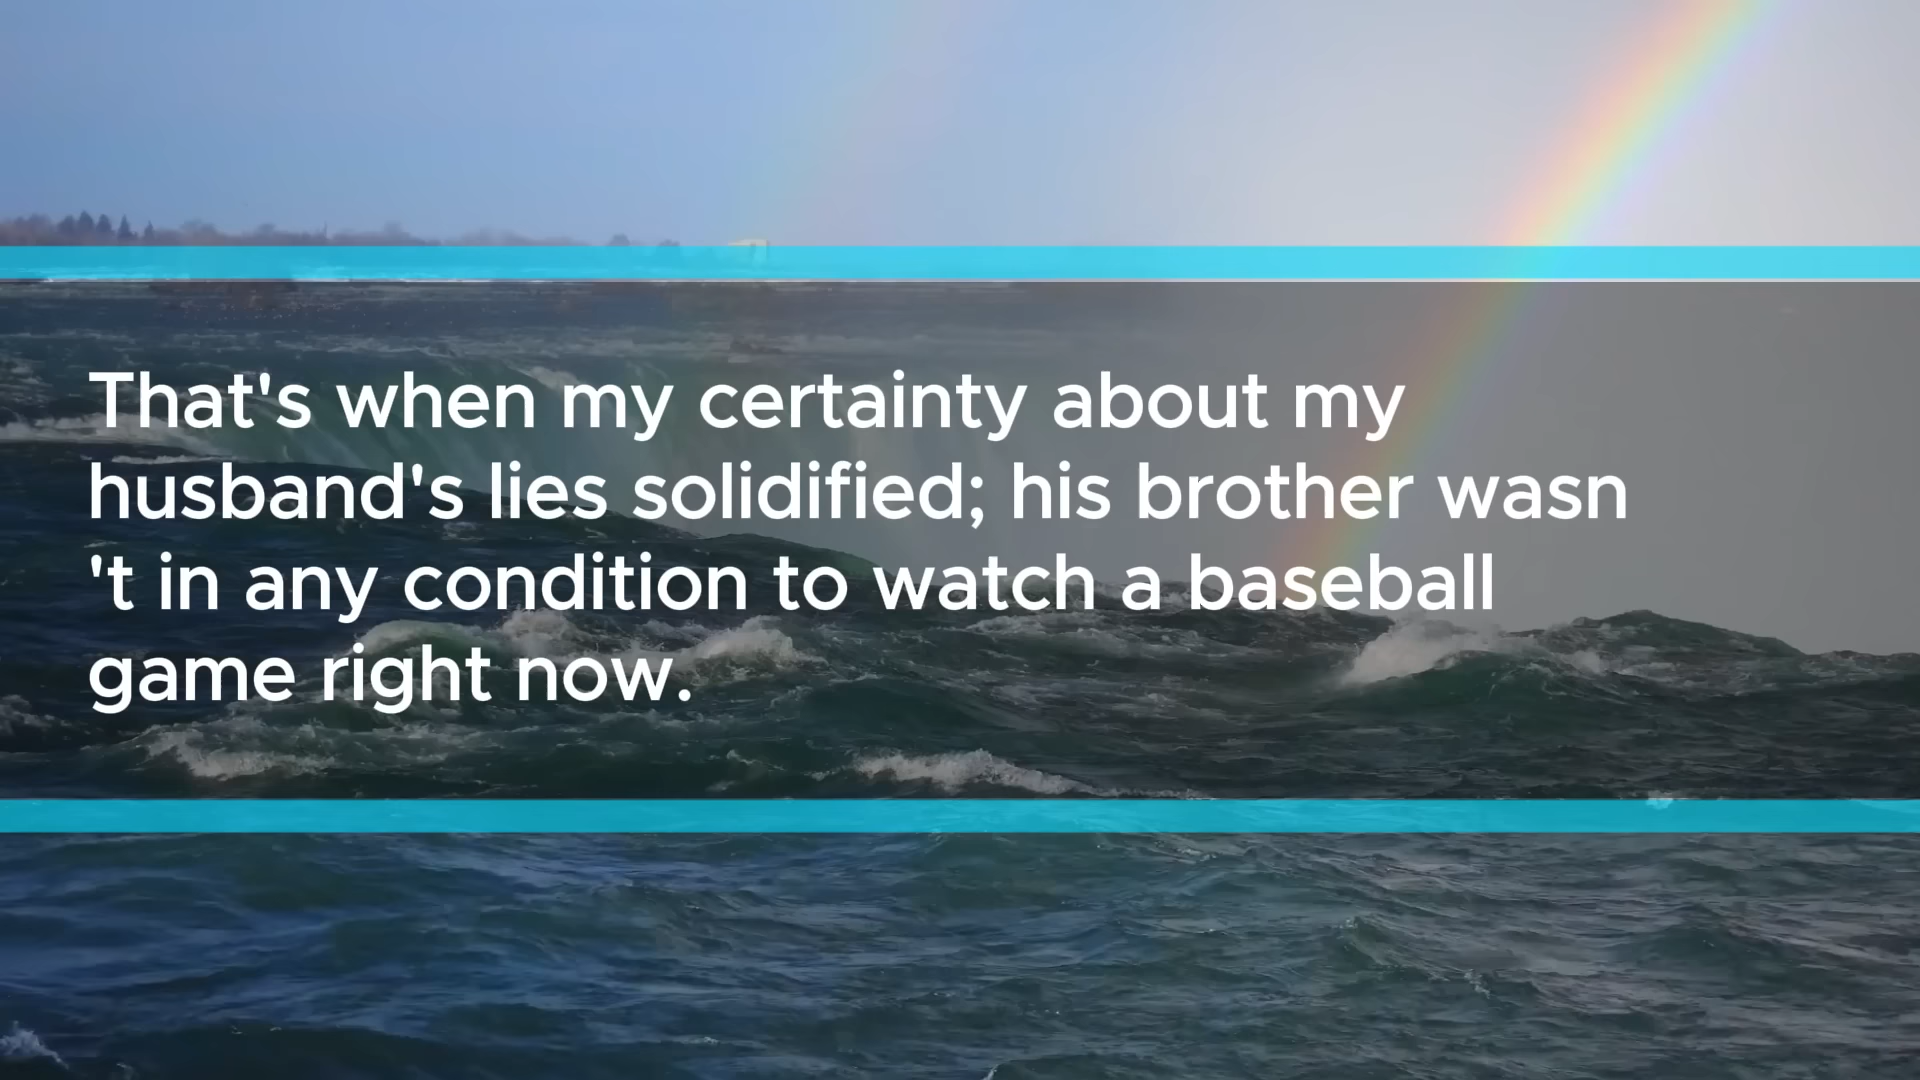 That's when my certainty about my
husband's lies solidified; his brother wasn
't in any condition to watch a baseball
game right now.